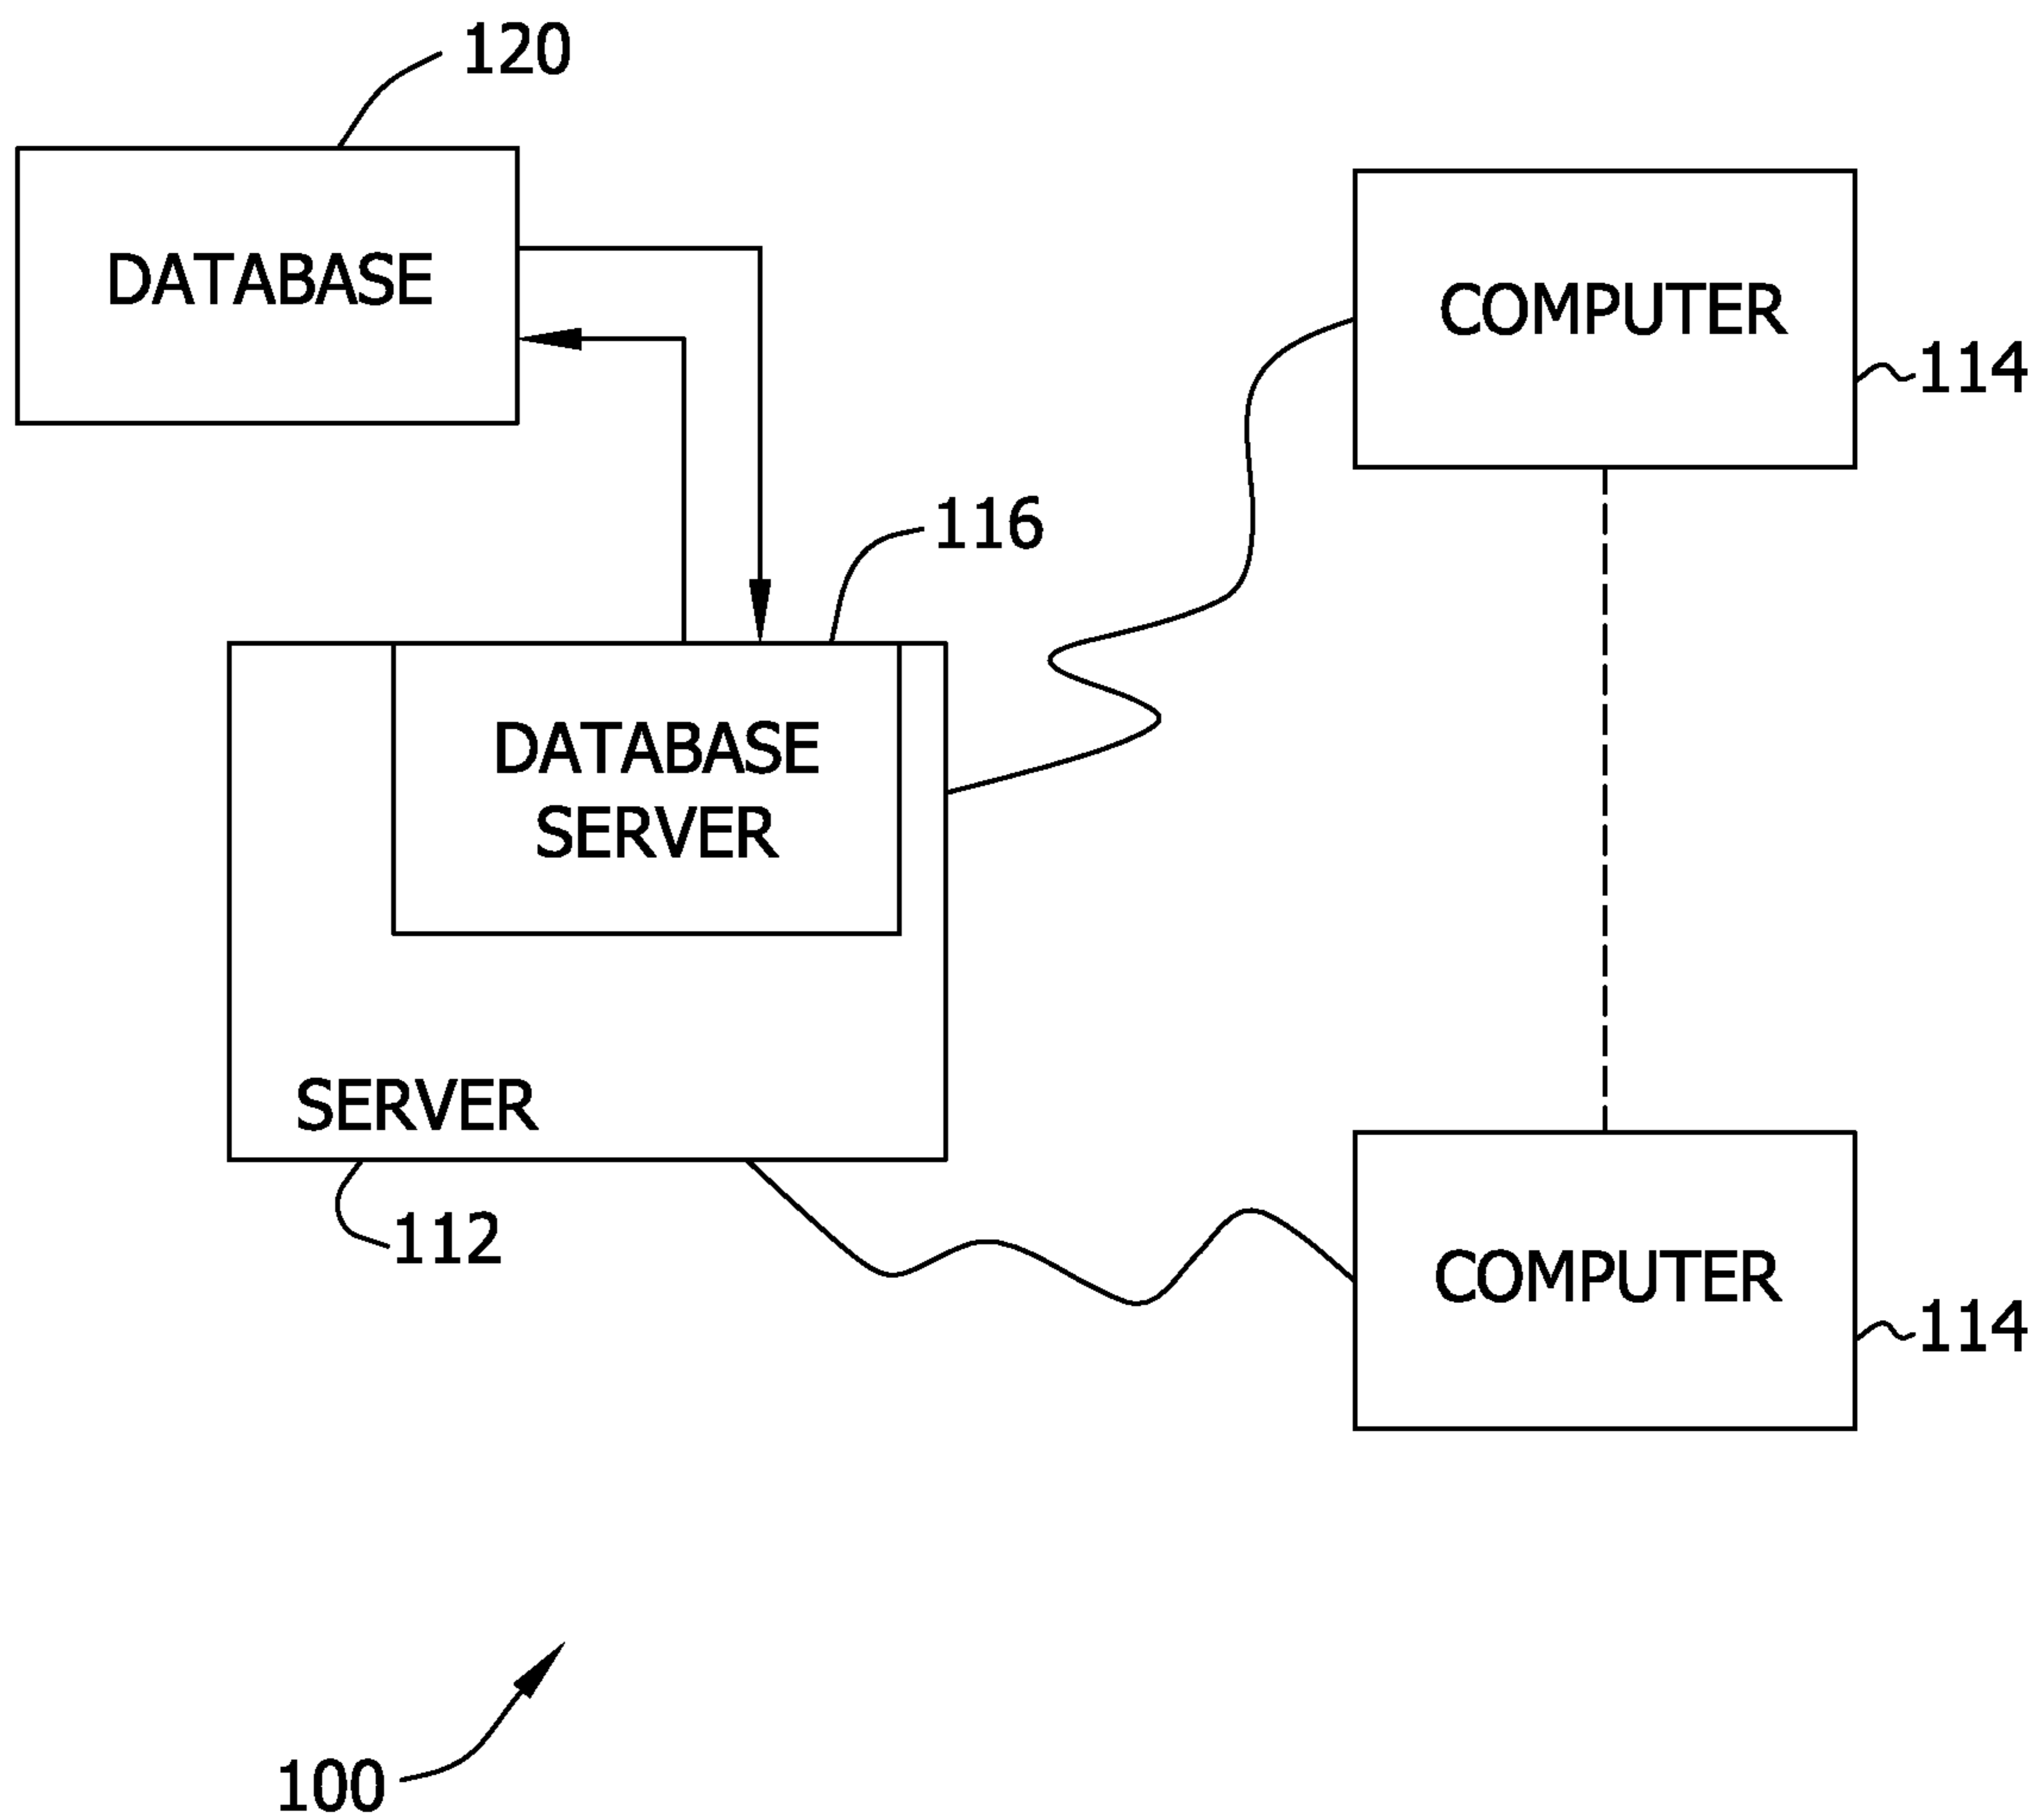 120
DATABASE
COMPUTER
114
116
DATABASE
SERVER
SERVER
112
COMPUTER
114
100